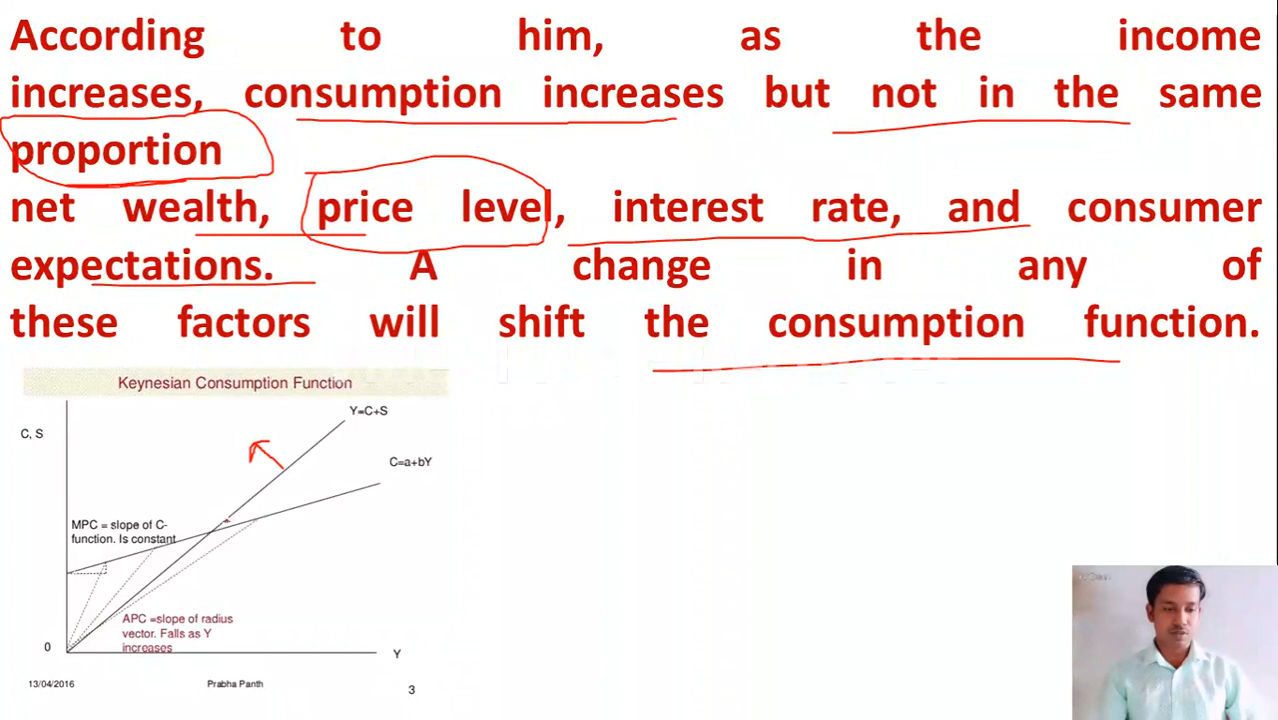 According to him, as the income
increases, consumption increases but not in the same
proportion
net wealth, price level, interest rate, and consumer
expectations. A change in any of
these factors will shift the consumption function.
Keynesian Consumption Function
Y=C+S
C, S
C=a+bY
MPC = slope of C-
function. Is constant
APC =slope of radius
vector. Falls as Y
increases
0
Y
13/04/2016
Prabha Panth
3